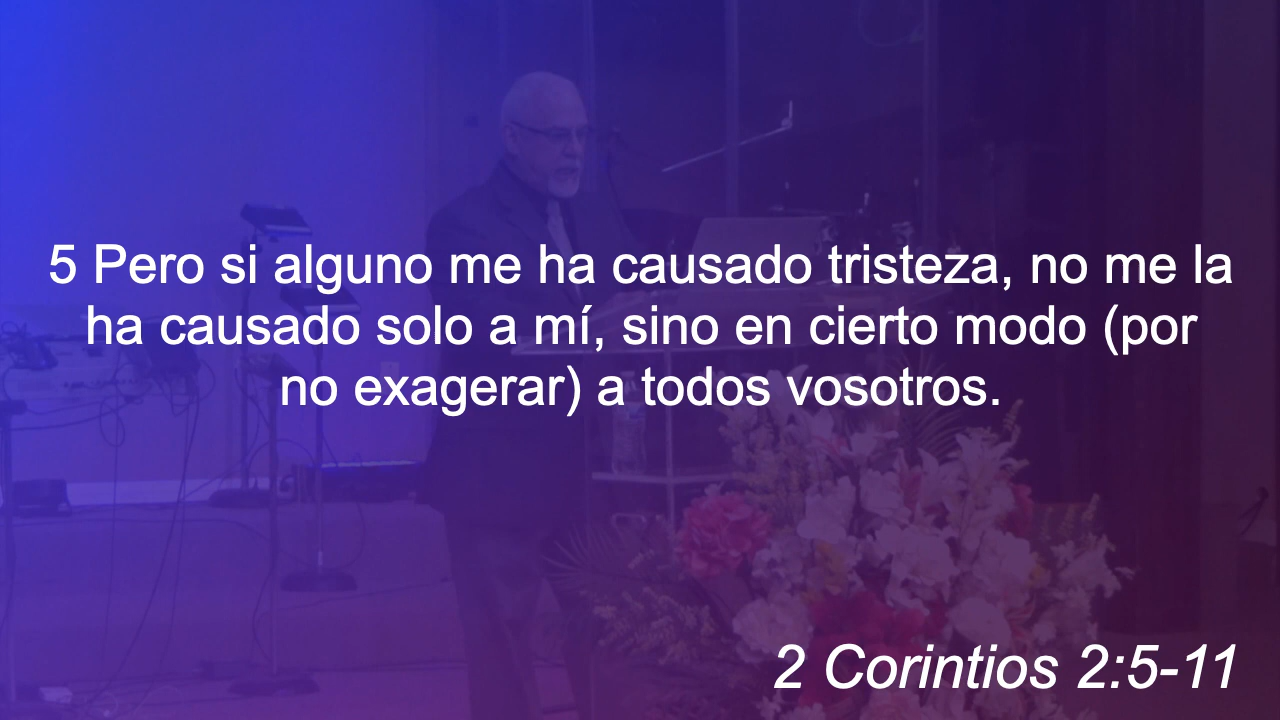 5 Pero si alguno me ha causado tristeza, no me la
ha causado solo a mí, sino en cierto modo (por
no exagerar) a todos vosotros.
2 Corintios 2:5-11